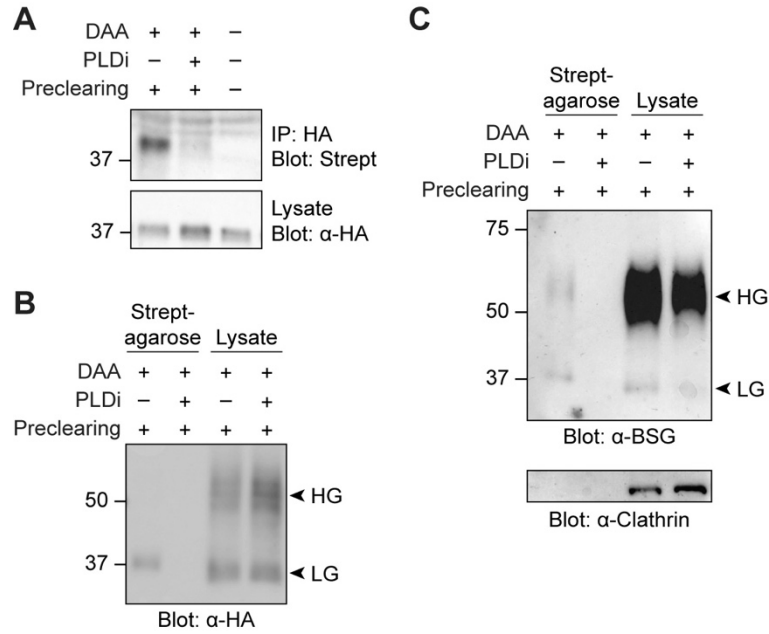 A
DAA + + –
PLDi – + –
Preclearing + + –
37
IP: HA
Blot: Strept
37
Lysate
Blot: α-HA
B
Strept-
agarose Lysate
DAA + + + +
PLDi – + – +
Preclearing + + + +
50
37
HG
LG
Blot: α-HA
C
Strept-
agarose Lysate
DAA + + + +
PLDi – + – +
Preclearing + + + +
75
50
37
HG
LG
Blot: α-BSG
Blot: α-Clathrin